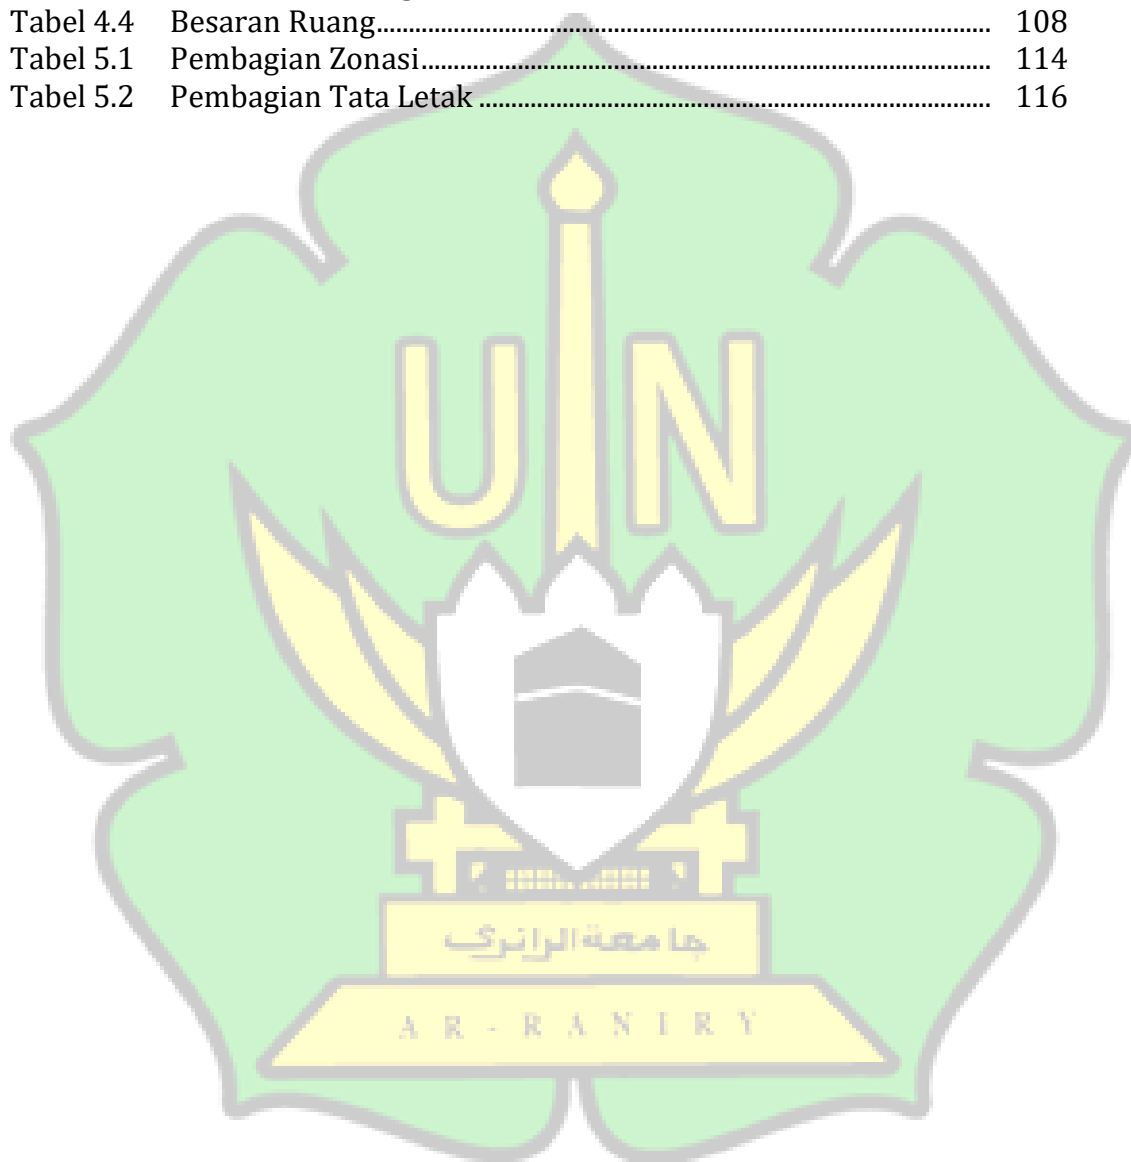 Tabel 4.4 Besaran Ruang........................................................................................ 108
Tabel 5.1 Pembagian Zonasi................................................................................. 114
Tabel 5.2 Pembagian Tata Letak......................................................................... 116
UIN
جامعة الرانري
AR-RANIRY